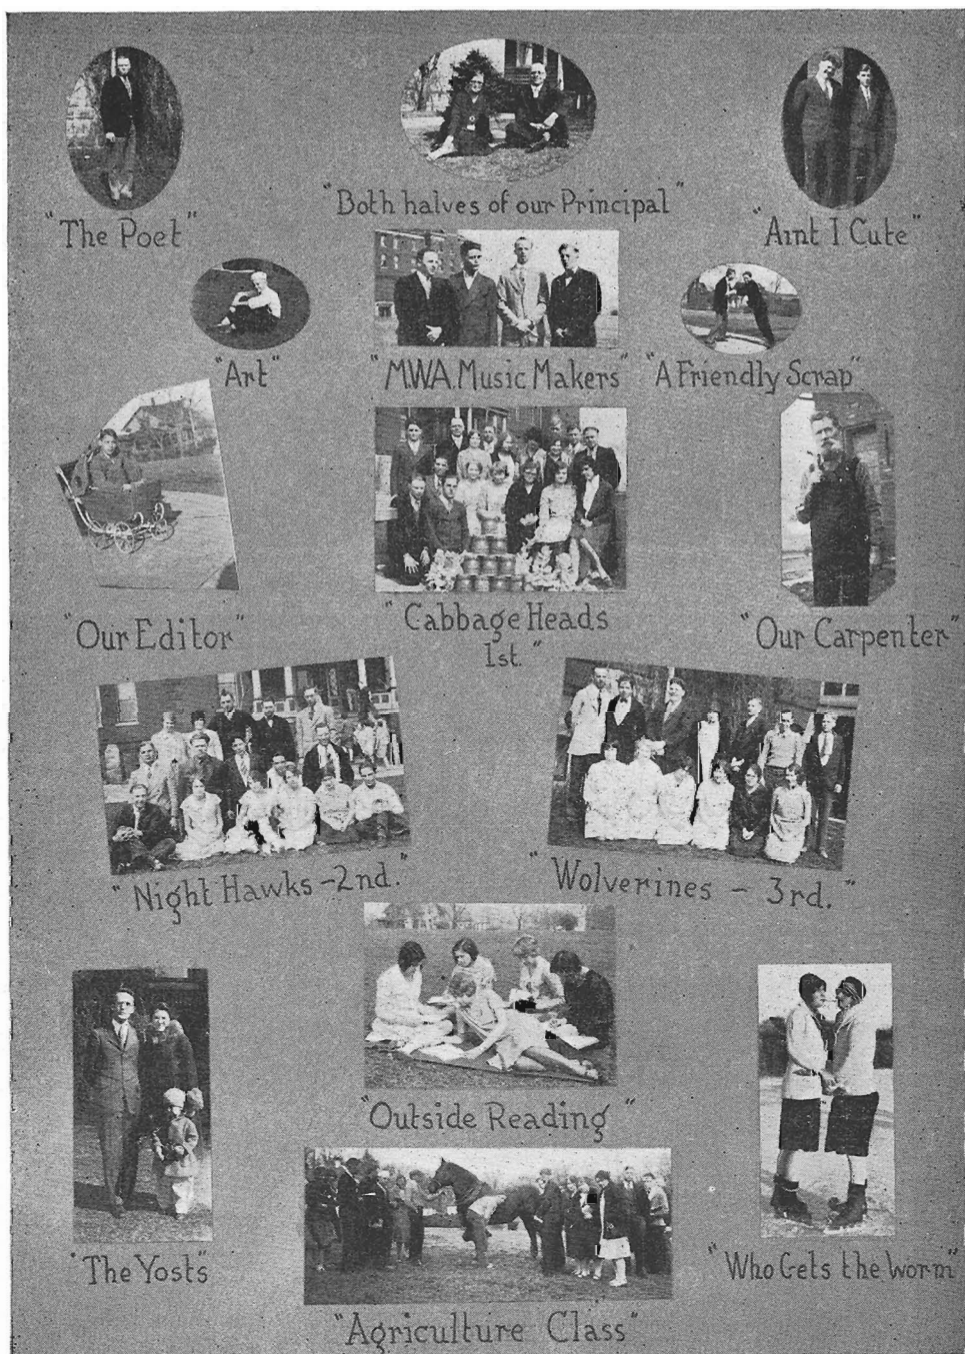 "The Poet"
"Both halves of our Principal"
"Aint I Cute"
"Art"
"M.W.A. Music Makers"
"A Friendly Scrap"
"Our Editor"
"Cabbage Heads
1st."
"Our Carpenter"
"Night Hawks - 2nd."
"Wolverines - 3rd."
"Outside Reading"
"The Yosts"
"Who Gets the Worm"
"Agriculture Class"